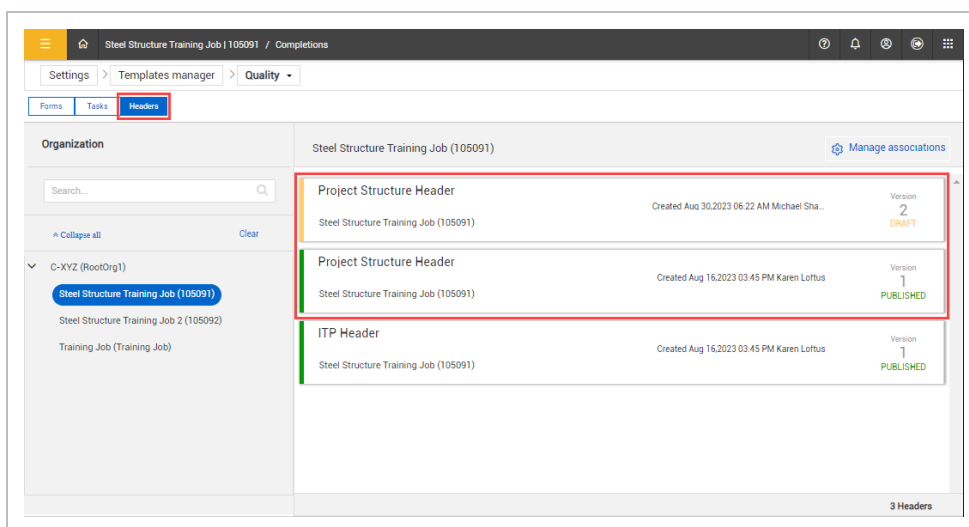 Steel Structure Training Job | 105091 / Completions
Settings > Templates manager > Quality
Forms Tasks Headers
Organization
Search...
Collapse all Clear
C-XYZ (RootOrg1)
Steel Structure Training Job (105091)
Steel Structure Training Job 2 (105092)
Training Job (Training Job)
Steel Structure Training Job (105091) Manage associations
Project Structure Header
Steel Structure Training Job (105091)
Created Aug 30,2023 06:22 AM Michael Sha...
Version
2
DRAFT
Project Structure Header
Steel Structure Training Job (105091)
Created Aug 16,2023 03:45 PM Karen Loftus
Version
1
PUBLISHED
ITP Header
Steel Structure Training Job (105091)
Created Aug 16,2023 03:45 PM Karen Loftus
Version
1
PUBLISHED
3 Headers